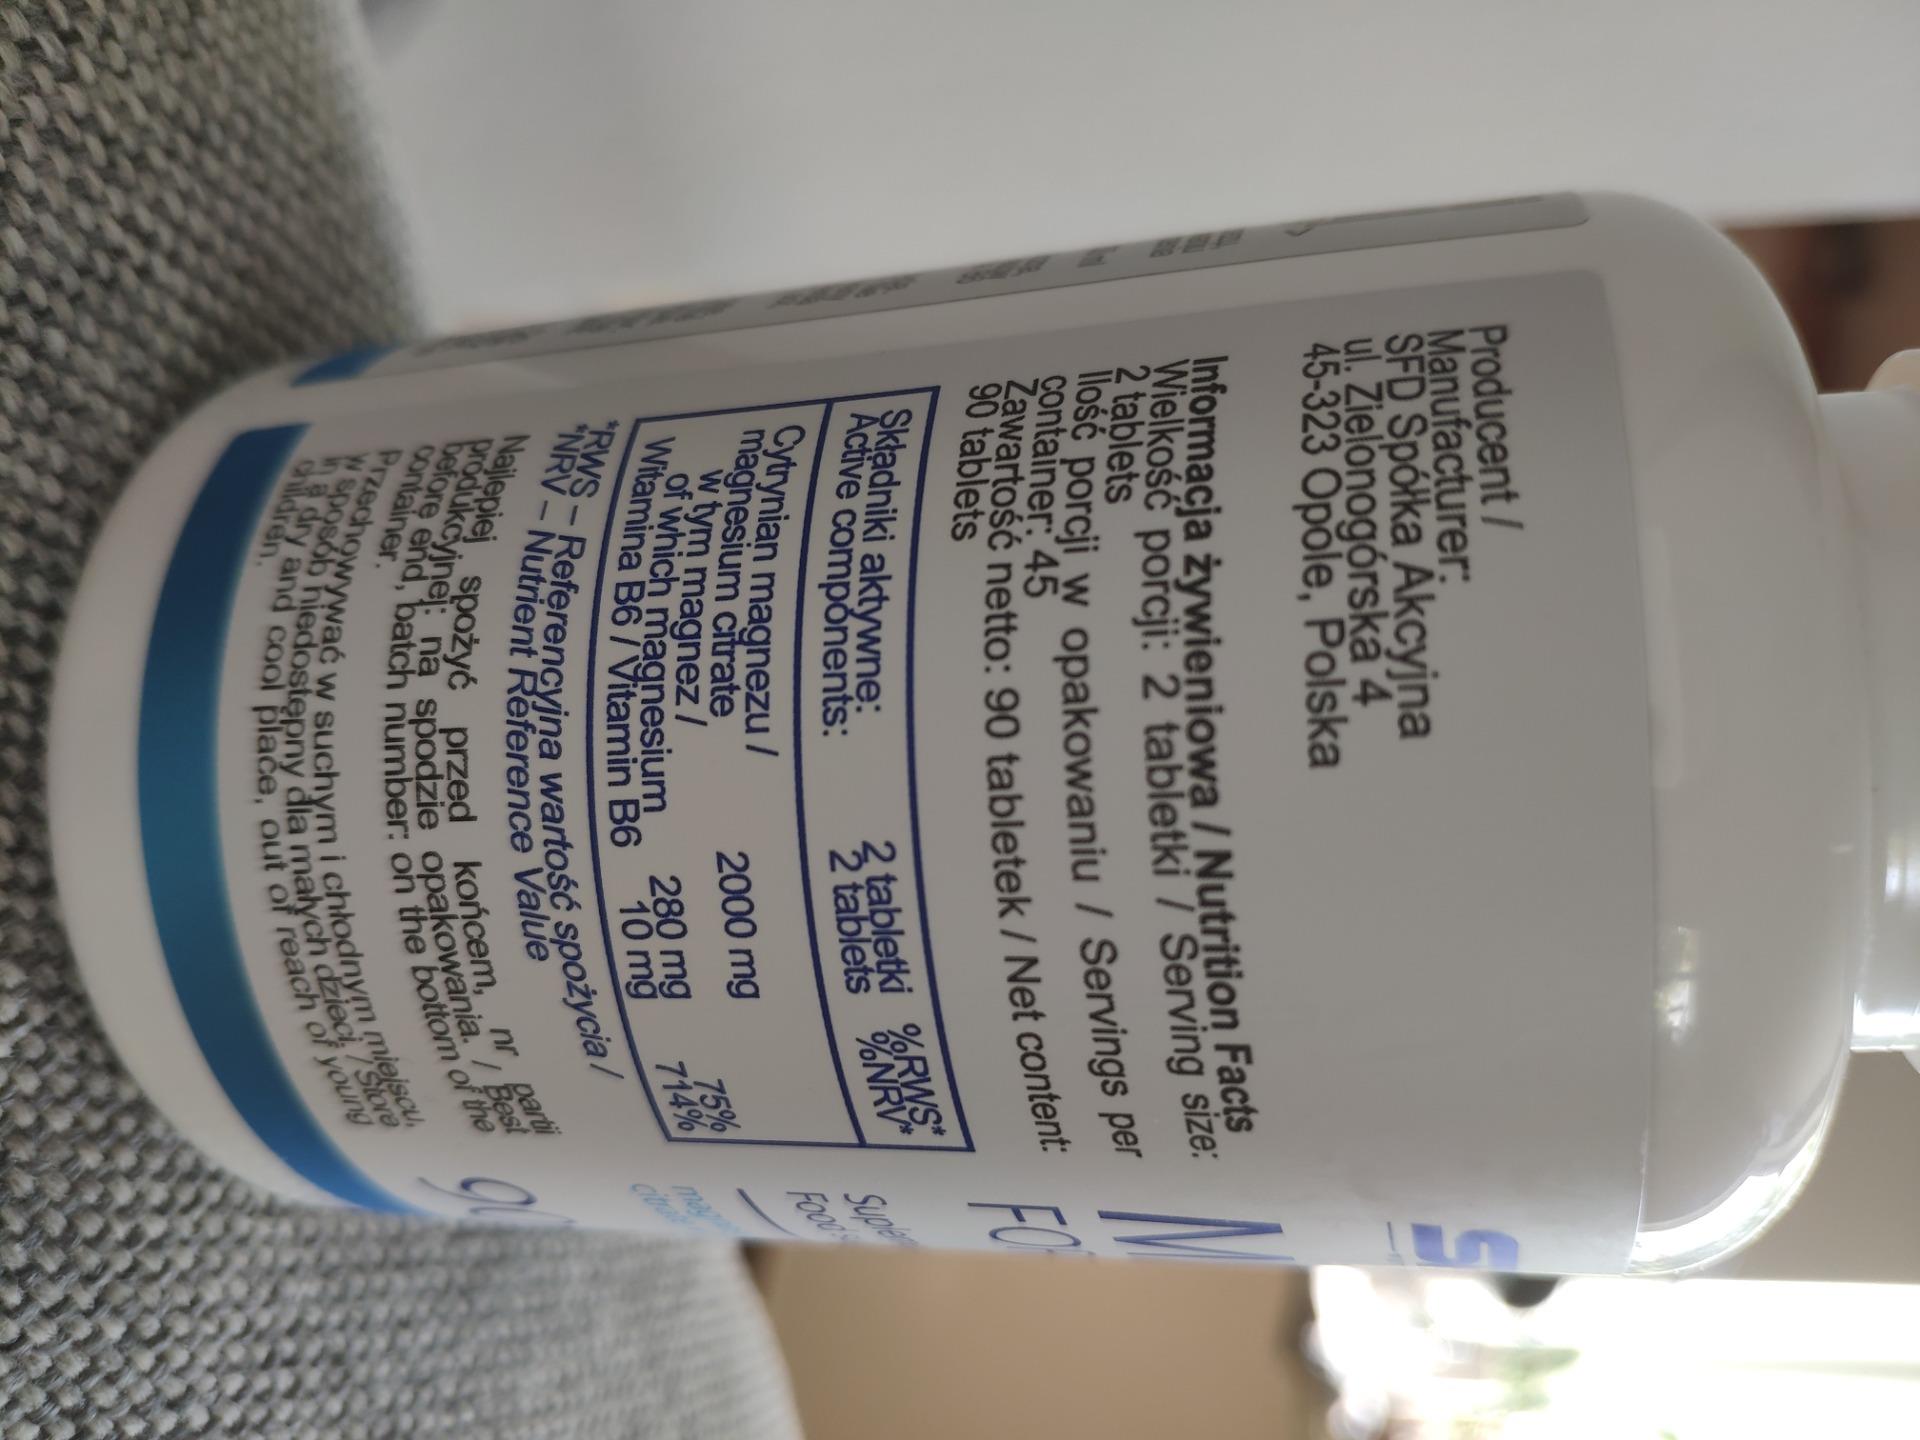 Producent /
Manufacturer:
SFD Spółka Akcyjna
ul. Zielonogórska 4
45-323 Opole, Polska
Informacja żywieniowa / Nutrition Facts
Wielkość porcji: 2 tabletki / Serving size:
2 tablets
Ilość porcji w opakowaniu / Servings per
container: 45
Zawartość netto: 90 tabletek / Net content:
90 tablets
Składniki aktywne: 2 tabletki %RWS*
Active components: 2 tablets %NRV*
Cytrynian magnezu /
magnesium citrate 2000 mg
w tym magnez /
of which magnesium 280 mg 75%
Witamina B6 / Vitamin B6 10 mg 714%
*RWS – Referencyjna wartość spożycia /
*NRV – Nutrient Reference Value
Najlepiej spożyć przed końcem, nr partii
produkcyjnej: na spodzie opakowania. / Best
before end, batch number: on the bottom of the
container.
Przechowywać w suchym i chłodnym miejscu,
w sposób niedostępny dla małych dzieci. / Store
in a dry and cool place, out of reach of young
children.